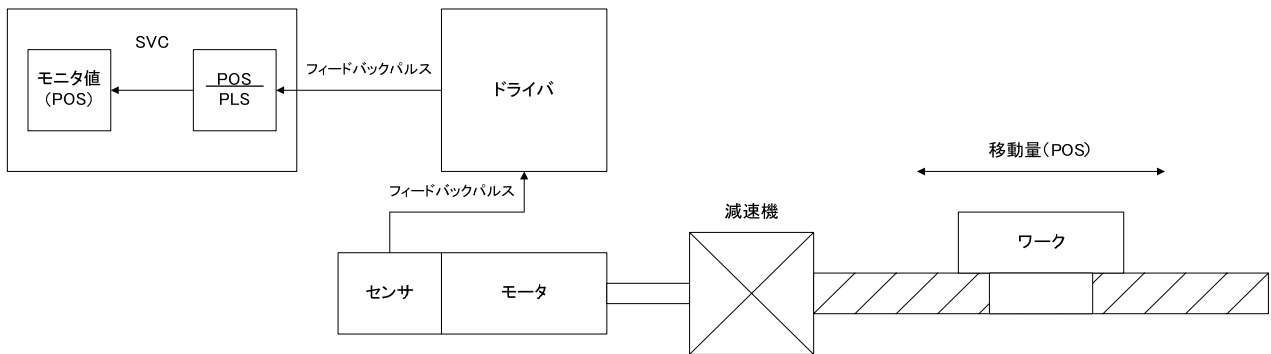 SVC
モニタ値
(POS)
POS
PLS
フィードバックパルス
ドライバ
フィードバックパルス
移動量(POS)
減速機
ワーク
センサ
モータ